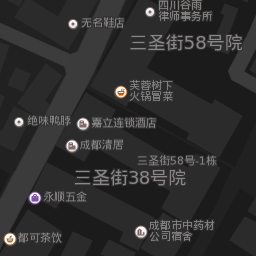 四川谷雨
律师事务所
无名鞋店
三圣街58号院
芙蓉树下
火锅冒菜
绝味鸭脖
嘉立连锁酒店
成都清居
三圣街58号-1栋
三圣街38号院
永顺五金
成都市中药材
公司宿舍
都可茶饮